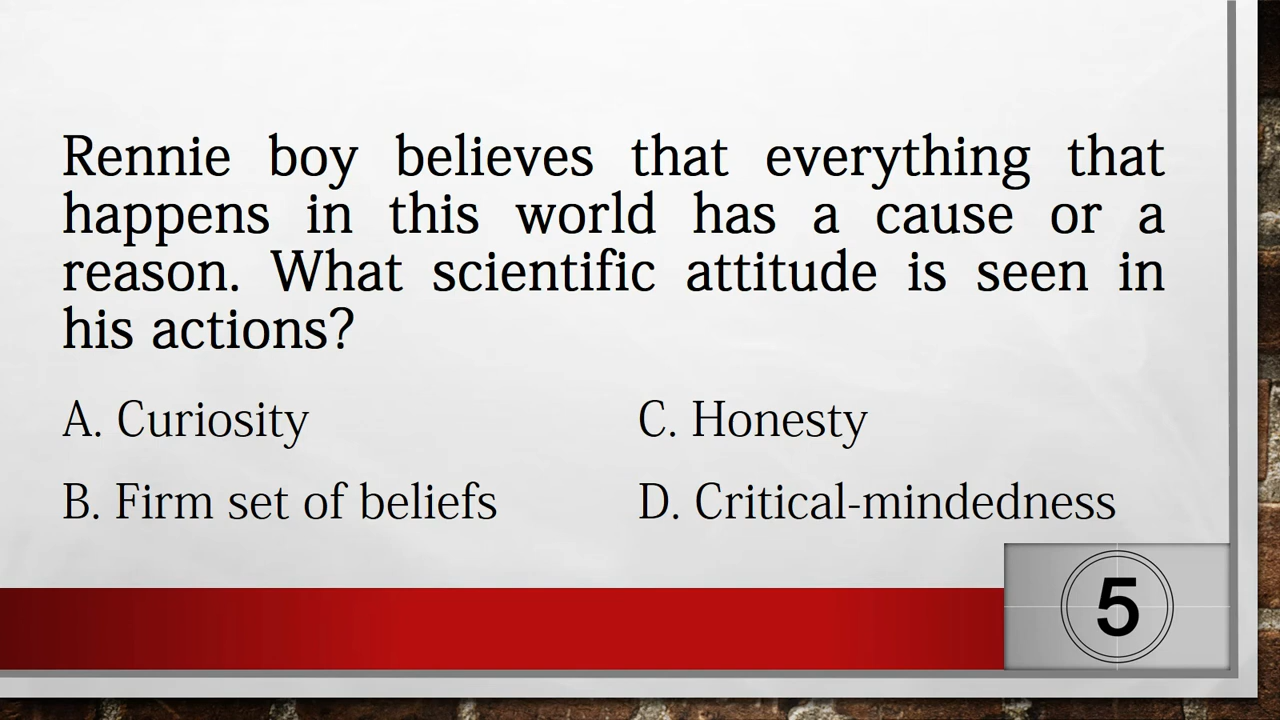 Rennie boy believes that everything that
happens in this world has a cause or a
reason. What scientific attitude is seen in
his actions?
A. Curiosity
C. Honesty
B. Firm set of beliefs
D. Critical-mindedness
5